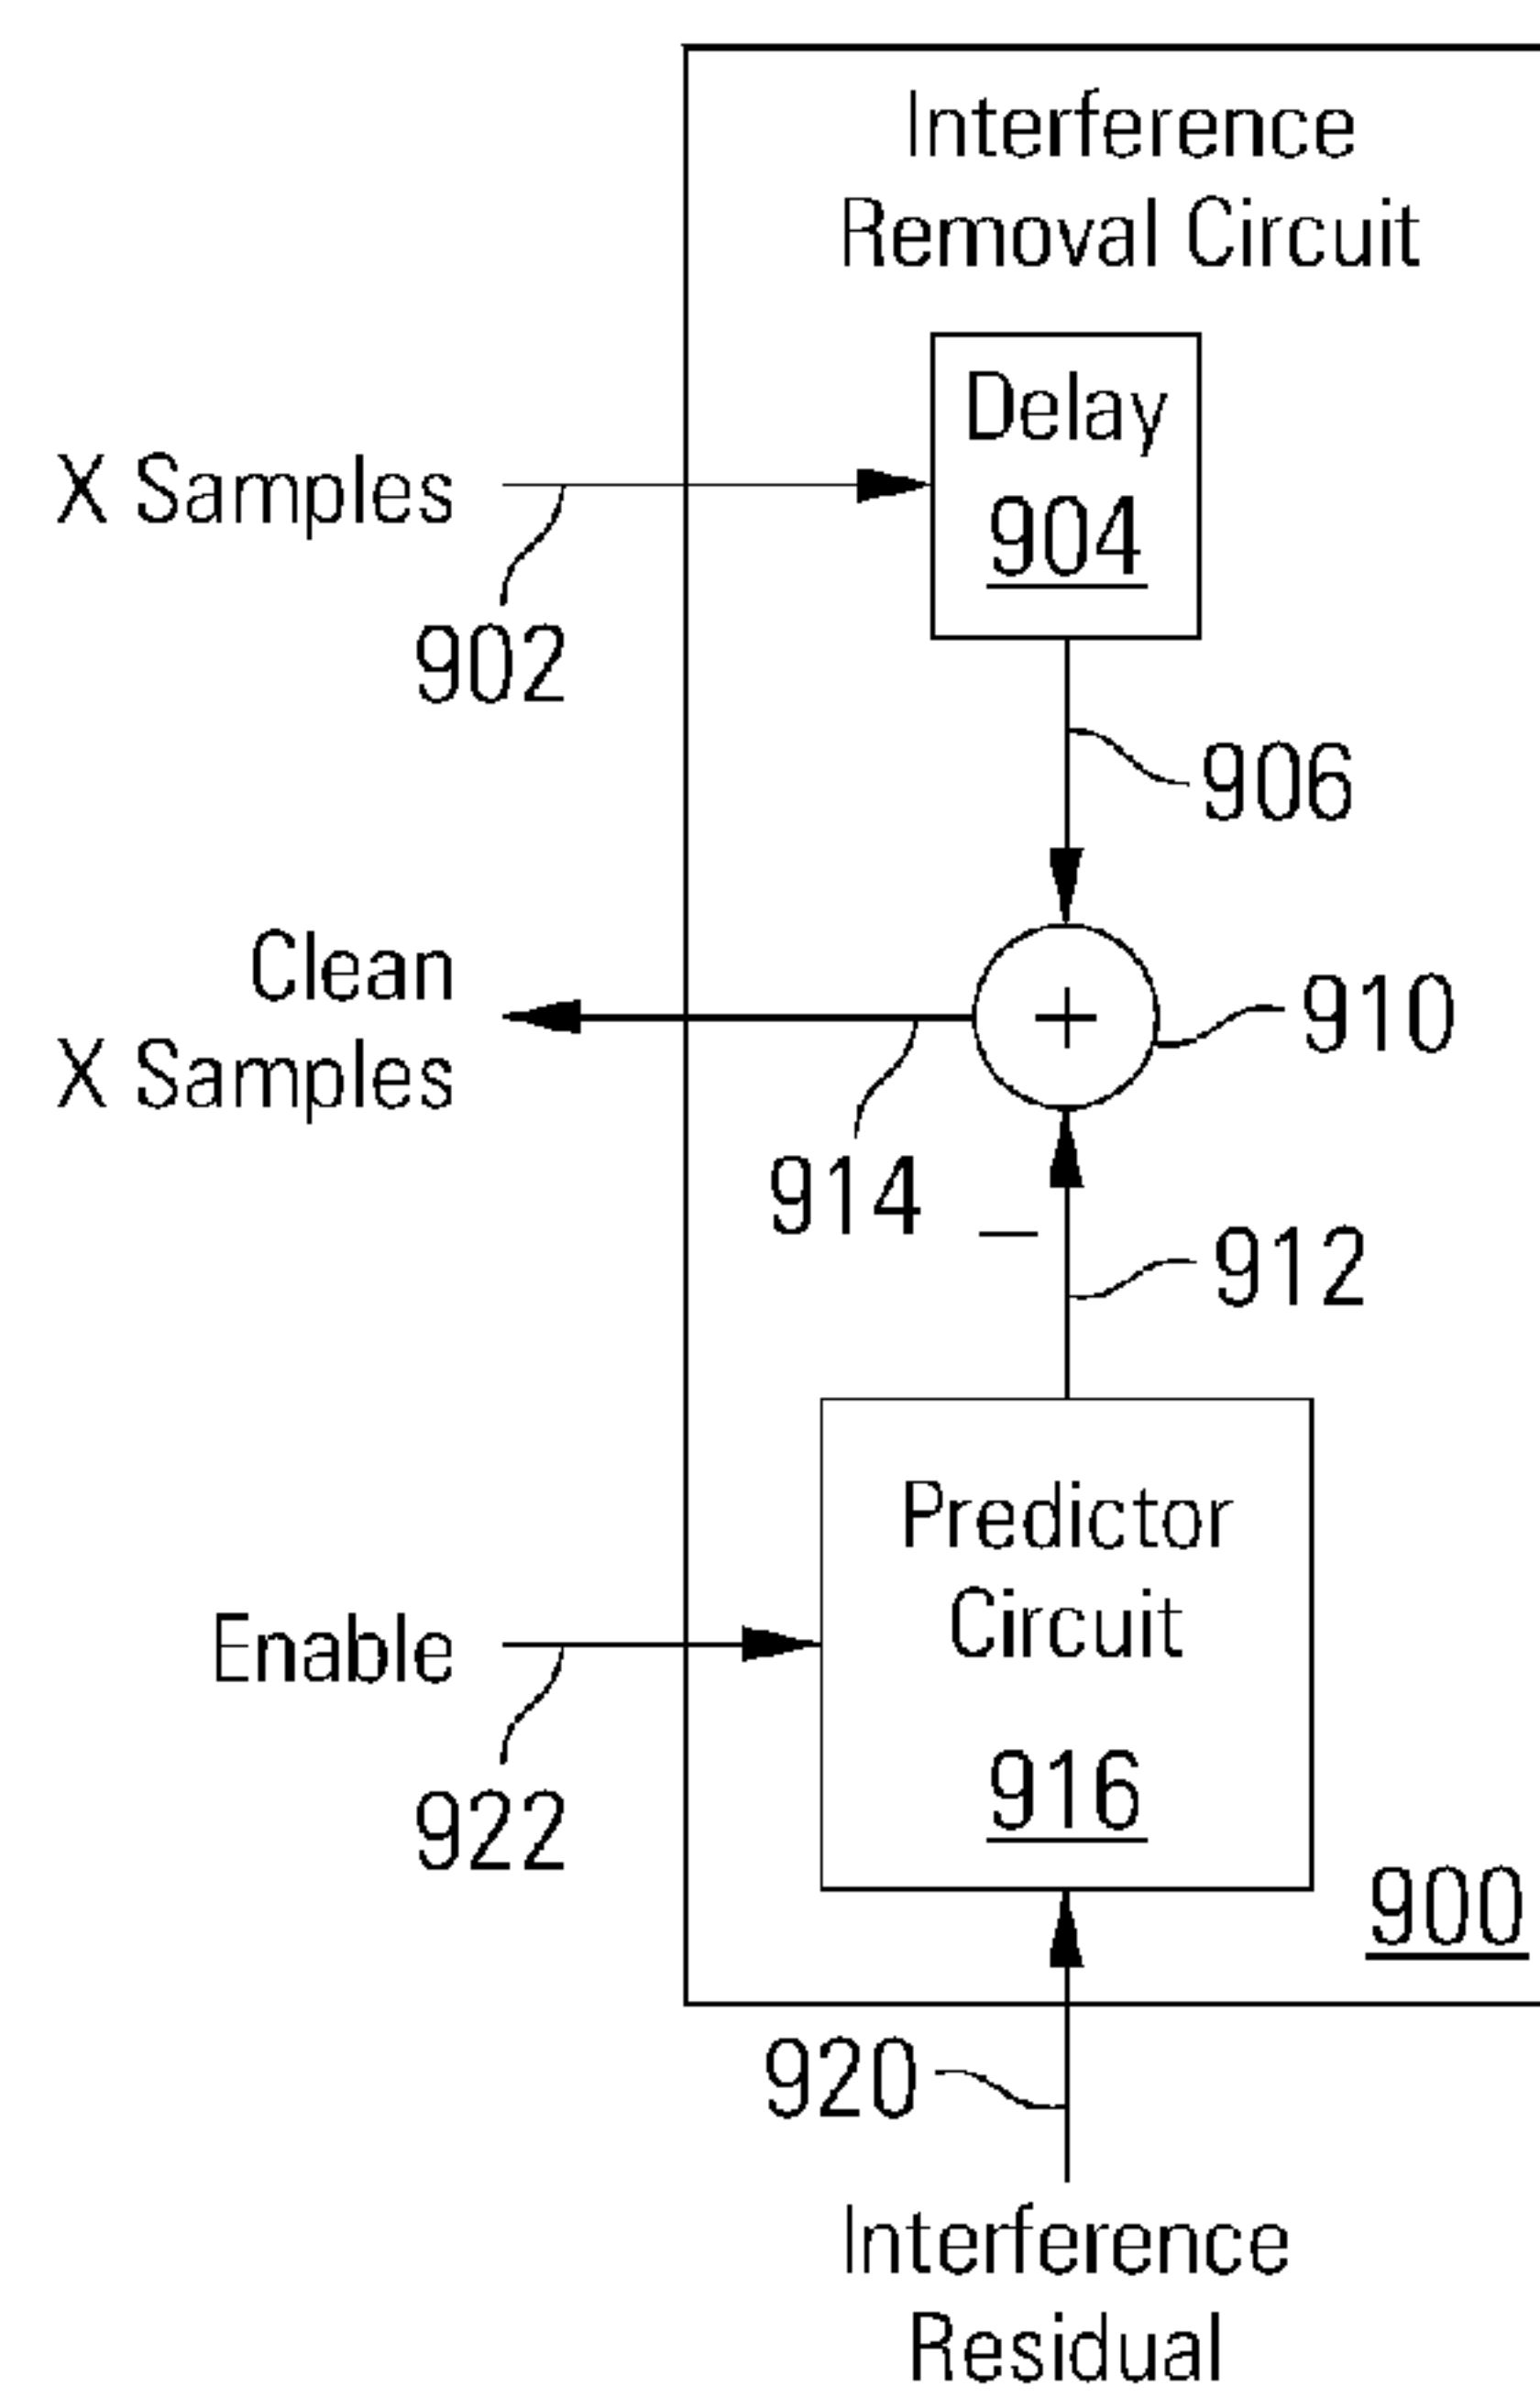 Interference
Removal Circuit
Delay
904
X Samples
902
906
Clean
X Samples
+
910
914
−
912
Predictor
Circuit
916
Enable
922
900
920
Interference
Residual